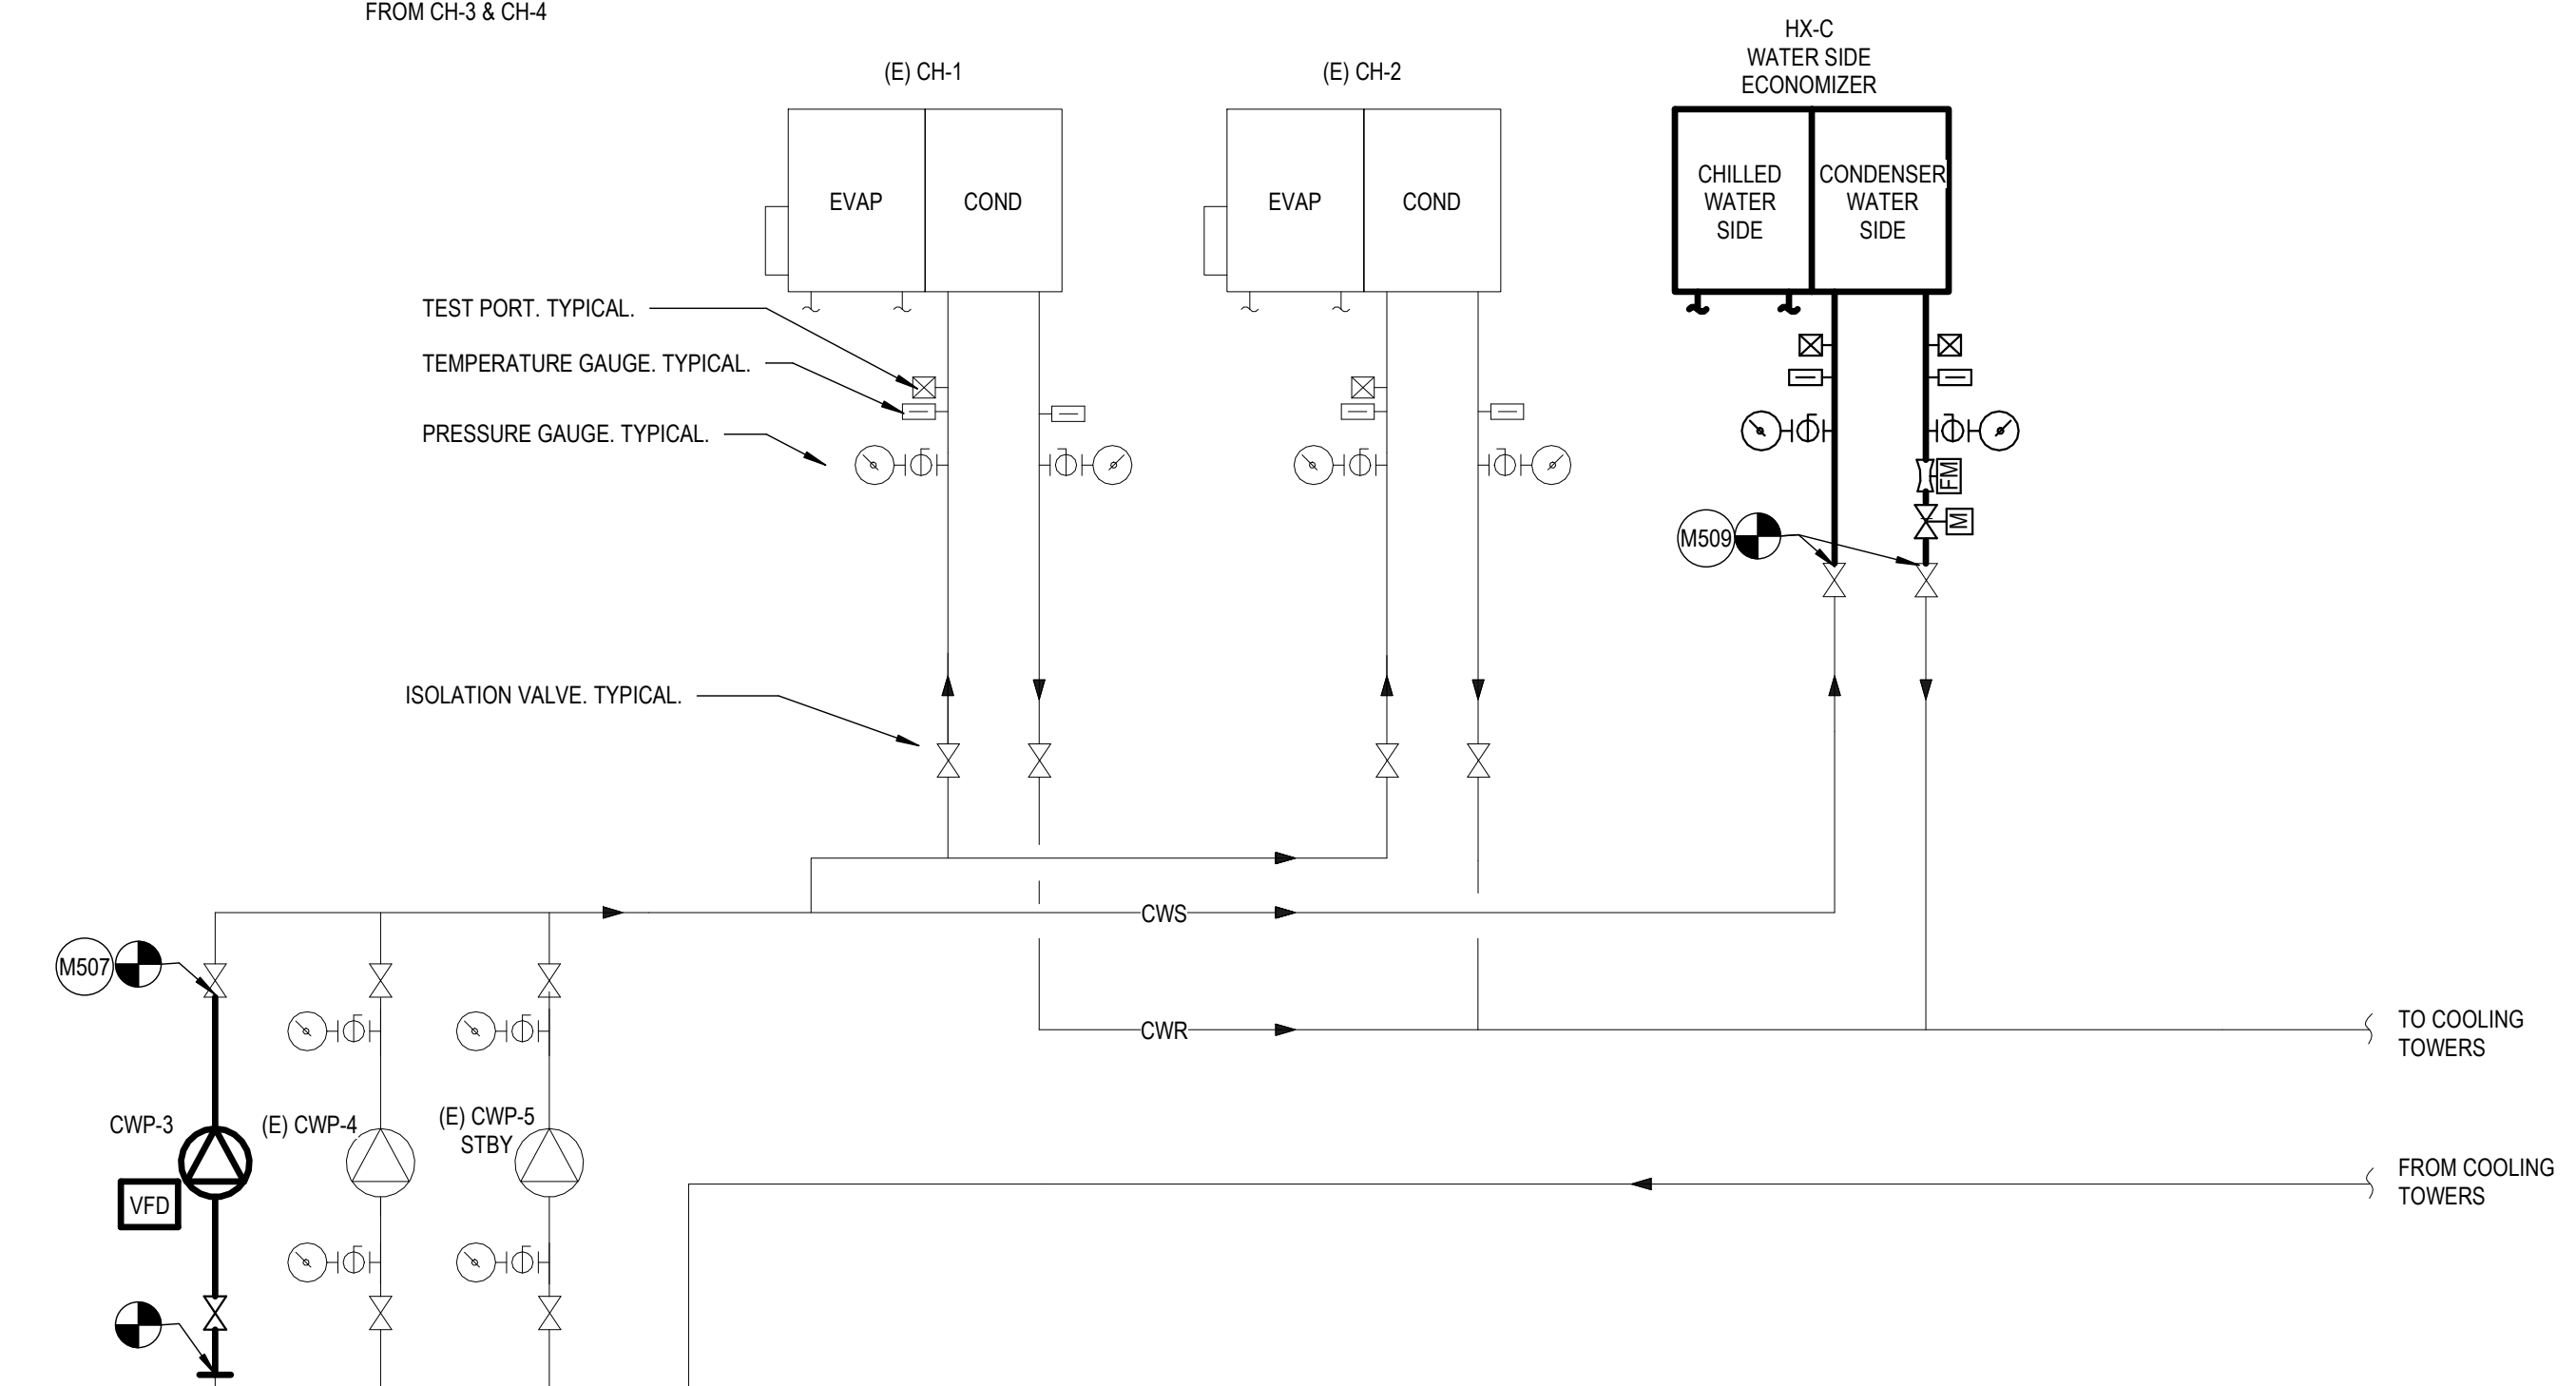 FROM CH-3 & CH-4
HX-C
WATER SIDE
ECONOMIZER
(E) CH-1
(E) CH-2
EVAP
COND
EVAP
COND
CHILLED
WATER
SIDE
CONDENSER
WATER
SIDE
TEST PORT. TYPICAL.
TEMPERATURE GAUGE. TYPICAL.
PRESSURE GAUGE. TYPICAL.
FM
M
M509
ISOLATION VALVE. TYPICAL.
CWS
M507
CWR
TO COOLING
TOWERS
CWP-3
(E) CWP-4
(E) CWP-5
STBY
VFD
FROM COOLING
TOWERS